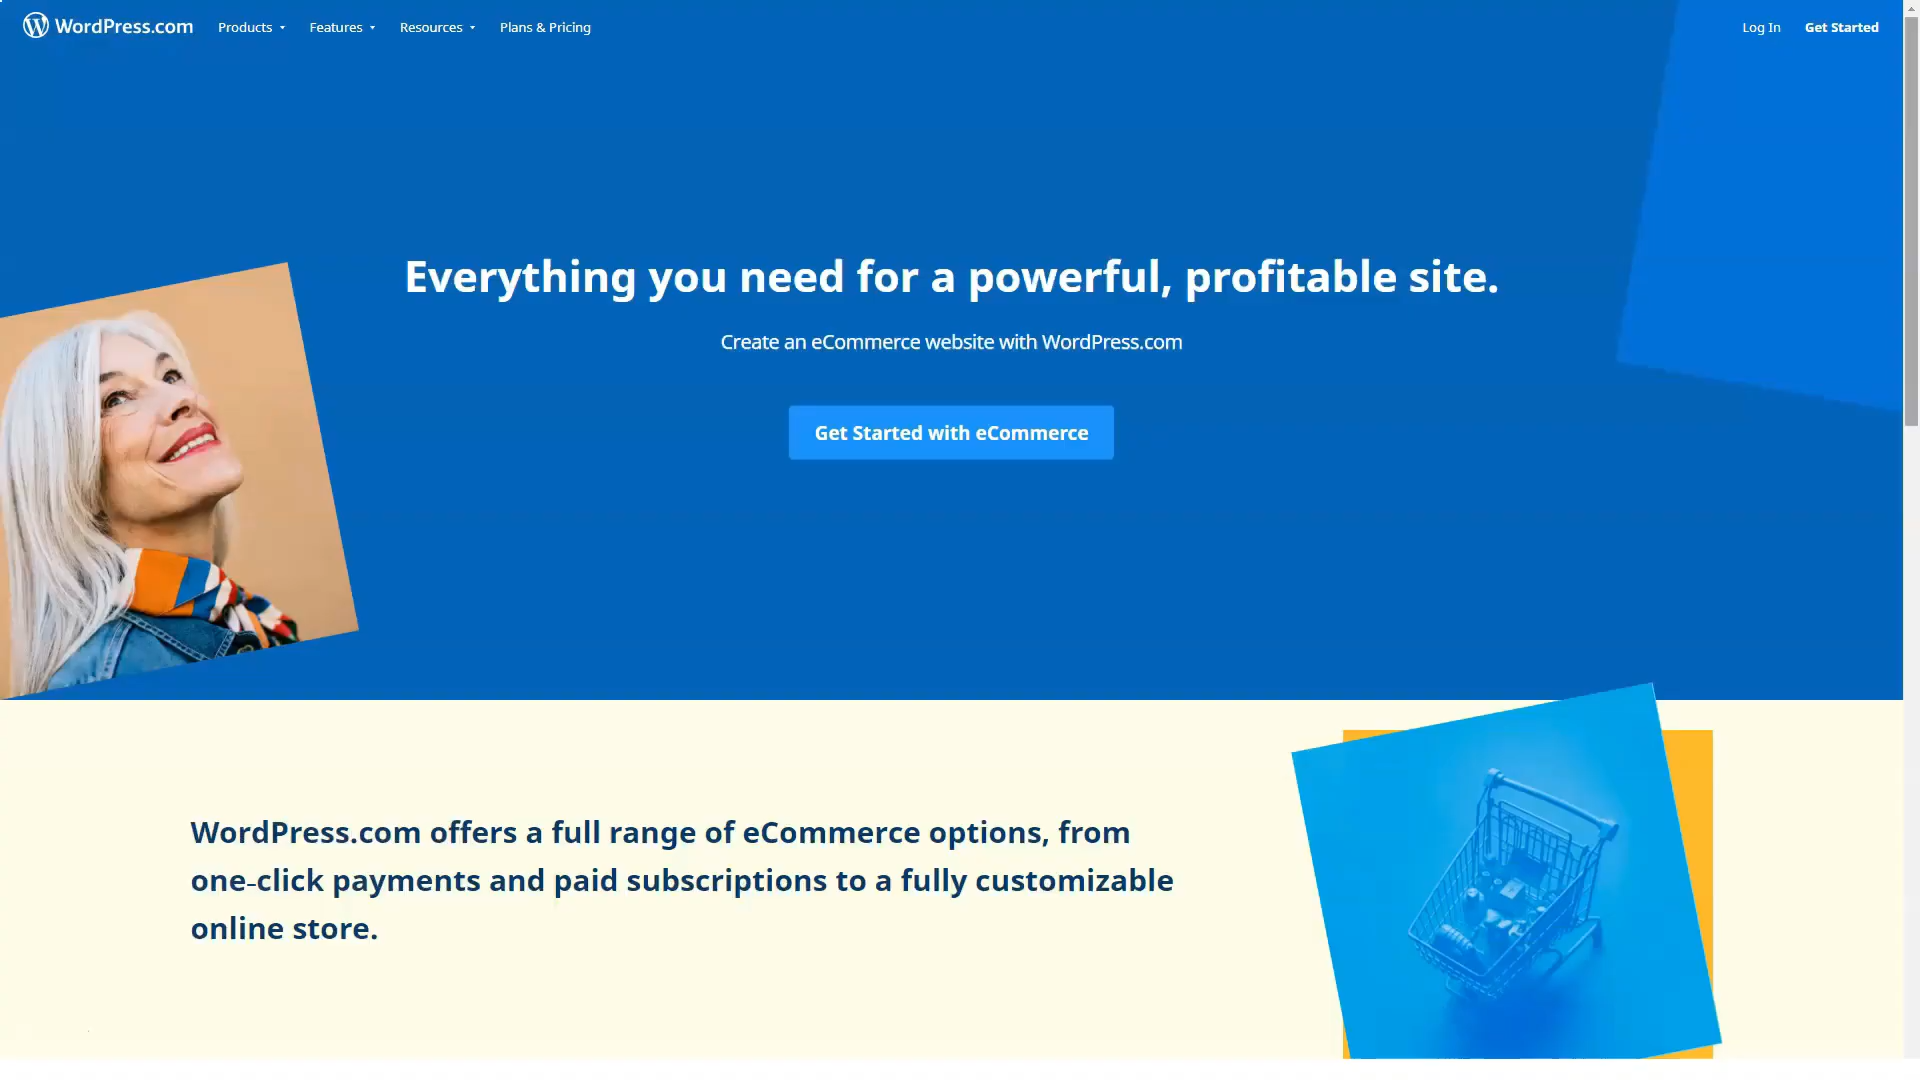 WordPress.com Products Features Resources Plans & Pricing Log In Get Started
Everything you need for a powerful, profitable site.
Create an eCommerce website with WordPress.com
Get Started with eCommerce
WordPress.com offers a full range of eCommerce options, from
one-click payments and paid subscriptions to a fully customizable
online store.